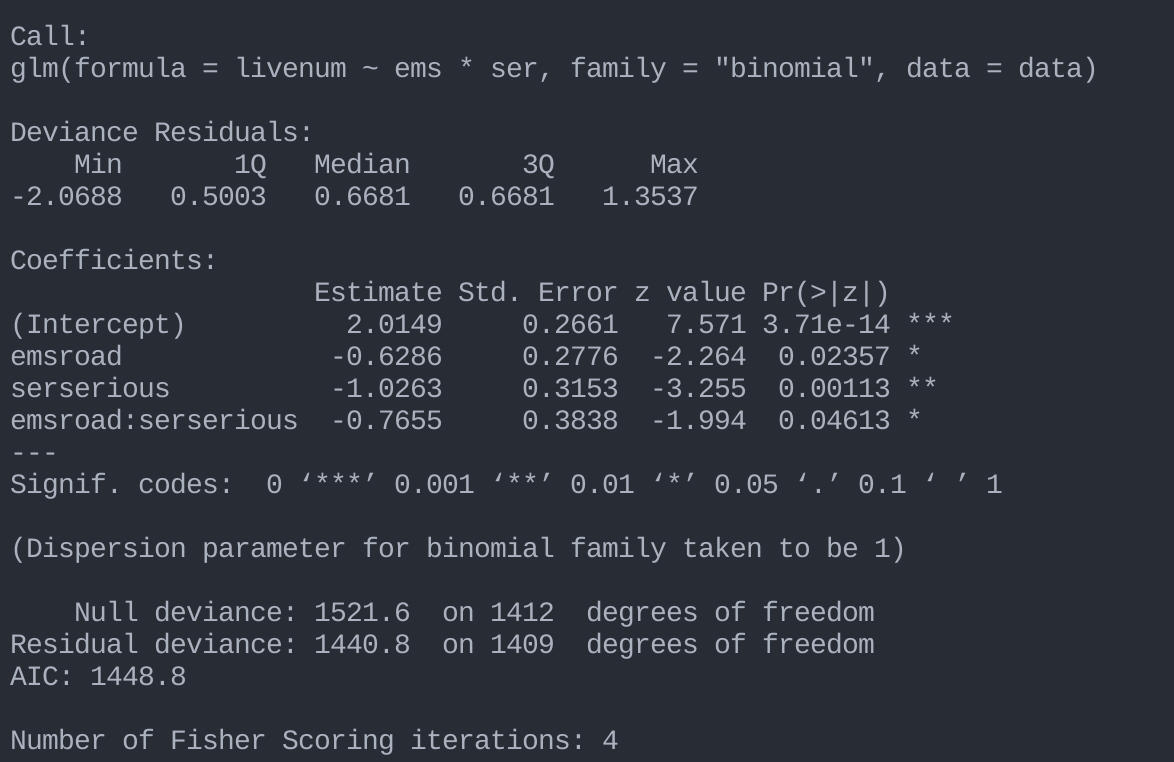 Call:
glm(formula = livenum ~ ems * ser, family = "binomial", data = data)
Deviance Residuals:
    Min       1Q   Median       3Q      Max
-2.0688   0.5003   0.6681   0.6681   1.3537
Coefficients:
                   Estimate Std. Error z value Pr(>|z|)
(Intercept)          2.0149     0.2661   7.571 3.71e-14 ***
emsroad             -0.6286     0.2776  -2.264  0.02357 *
serserious          -1.0263     0.3153  -3.255  0.00113 **
emsroad:serserious  -0.7655     0.3838  -1.994  0.04613 *
---
Signif. codes:  0 ‘***’ 0.001 ‘**’ 0.01 ‘*’ 0.05 ‘.’ 0.1 ‘ ’ 1
(Dispersion parameter for binomial family taken to be 1)
    Null deviance: 1521.6  on 1412  degrees of freedom
Residual deviance: 1440.8  on 1409  degrees of freedom
AIC: 1448.8
Number of Fisher Scoring iterations: 4